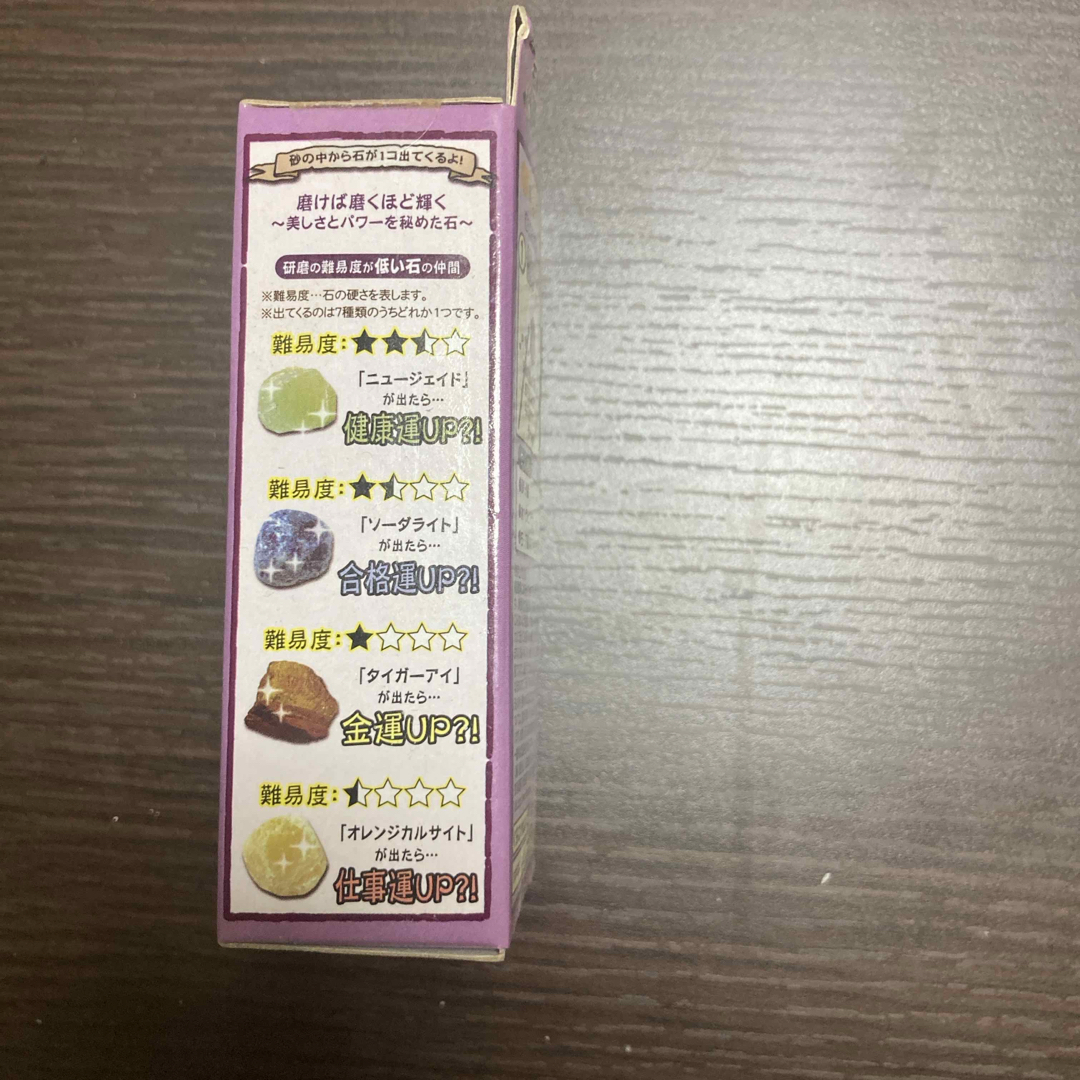 砂の中から石が1コ出てくるよ!
磨けば磨くほど輝く
～美しさとパワーを秘めた石～
研磨の難易度が低い石の仲間
※難易度…石の硬さを表します。
※出てくるのは7種類のうちどれか1つです。
難易度：
「ニュージェイド」
が出たら…
健康運UP?!
難易度：
「ソーダライト」
が出たら…
合格運UP?!
難易度：
「タイガーアイ」
が出たら…
金運UP?!
難易度：
「オレンジカルサイト」
が出たら…
仕事運UP?!